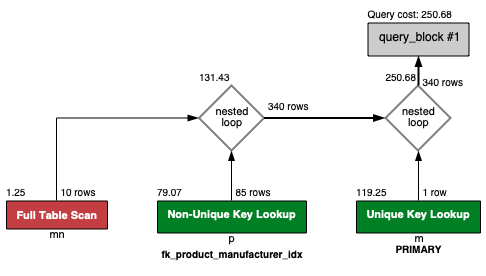 Query cost: 250.68
query_block #1
131.43
250.68
340 rows
nested
loop
340 rows
nested
loop
1.25
10 rows
79.07
85 rows
119.25
1 row
Full Table Scan
Non-Unique Key Lookup
Unique Key Lookup
mn
p
m
fk_product_manufacturer_idx
PRIMARY